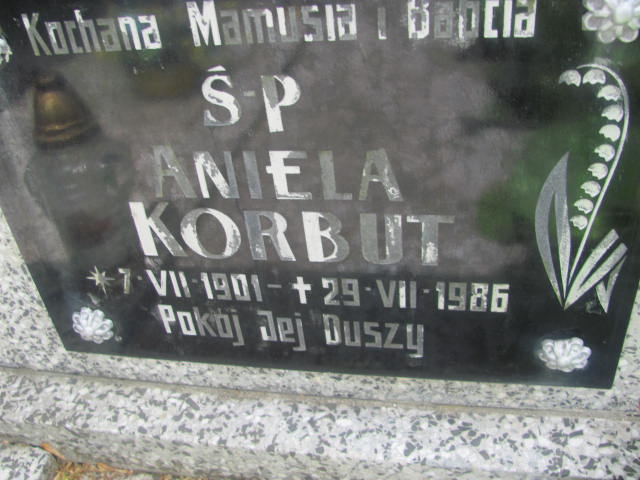 Kochana Mamusia i Babcia
Ś-P
ANIELA
KORBUT
* 7-VII-1901 - † 29-VII-1986
Pokój Jej Duszy